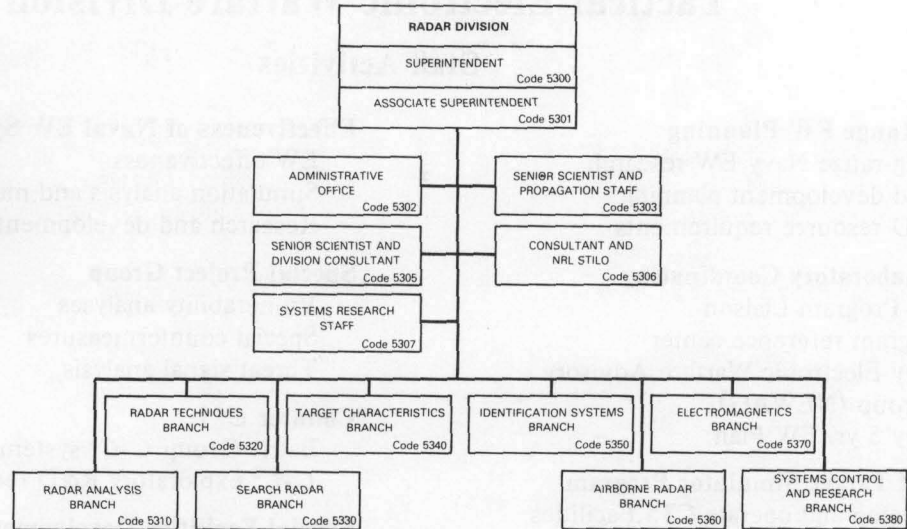 RADAR DIVISION
SUPERINTENDENT
Code 5300
ASSOCIATE SUPERINTENDENT
Code 5301
ADMINISTRATIVE
OFFICE
Code 5302
SENIOR SCIENTIST AND
PROPAGATION STAFF
SENIOR SCIENTIST AND
DIVISION CONSULTANT
Code 5305
CONSULTANT AND
NRL STILO
Code 5306
SYSTEMS RESEARCH
STAFF
Code 5307
RADAR TECHNIQUES
BRANCH
Code 5320
TARGET CHARACTERISTICS
BRANCH
Code 5340
IDENTIFICATION SYSTEMS
BRANCH
Code 5350
ELECTROMAGNETICS
BRANCH
Code 5370
RADAR ANALYSIS
BRANCH
Code 5310
SEARCH RADAR
BRANCH
Code 5330
AIRBORNE RADAR
BRANCH
Code 5360
SYSTEMS CONTROL
AND RESEARCH
BRANCH
Code 5380